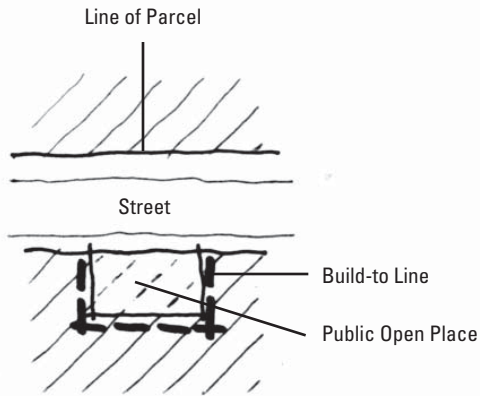 Line of Parcel
Street
Build-to Line
Public Open Place